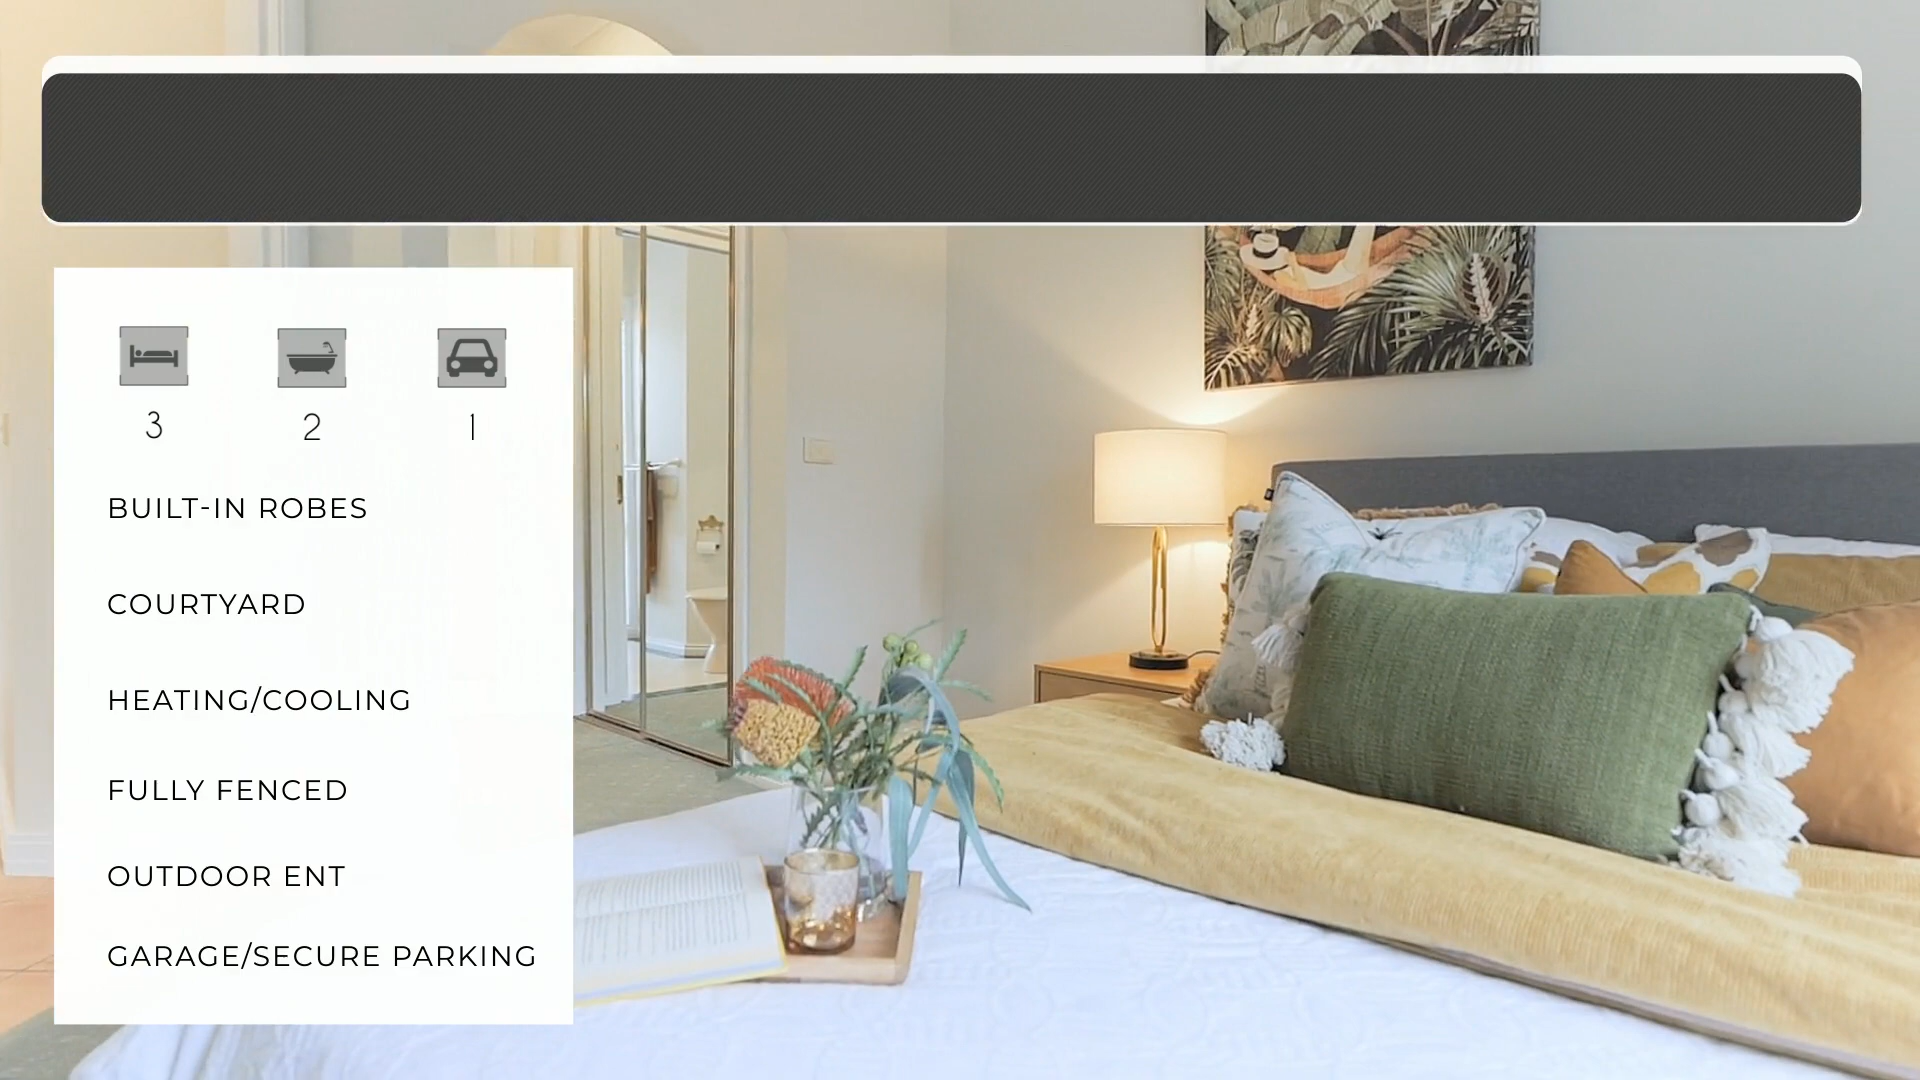 3 2 1
BUILT-IN ROBES
COURTYARD
HEATING/COOLING
FULLY FENCED
OUTDOOR ENT
GARAGE/SECURE PARKING